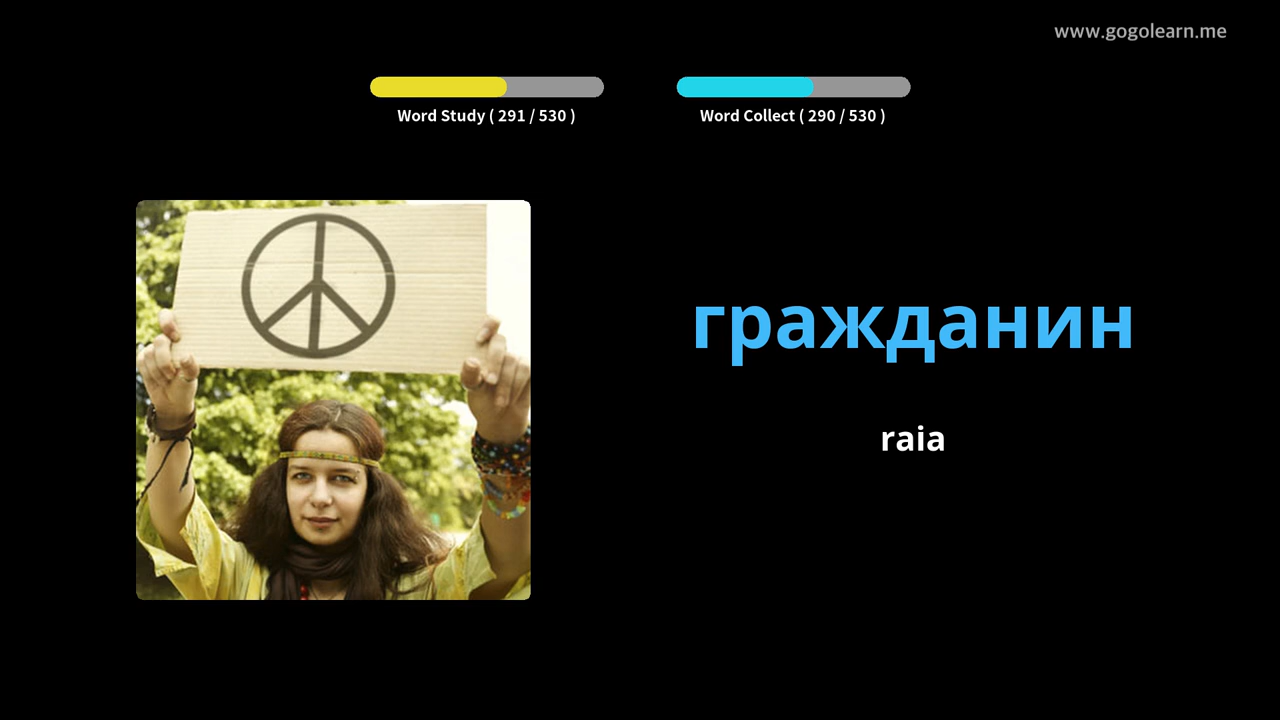 www.gogolearn.me
Word Study ( 291 / 530 )
Word Collect ( 290 / 530 )
гражданин
raia